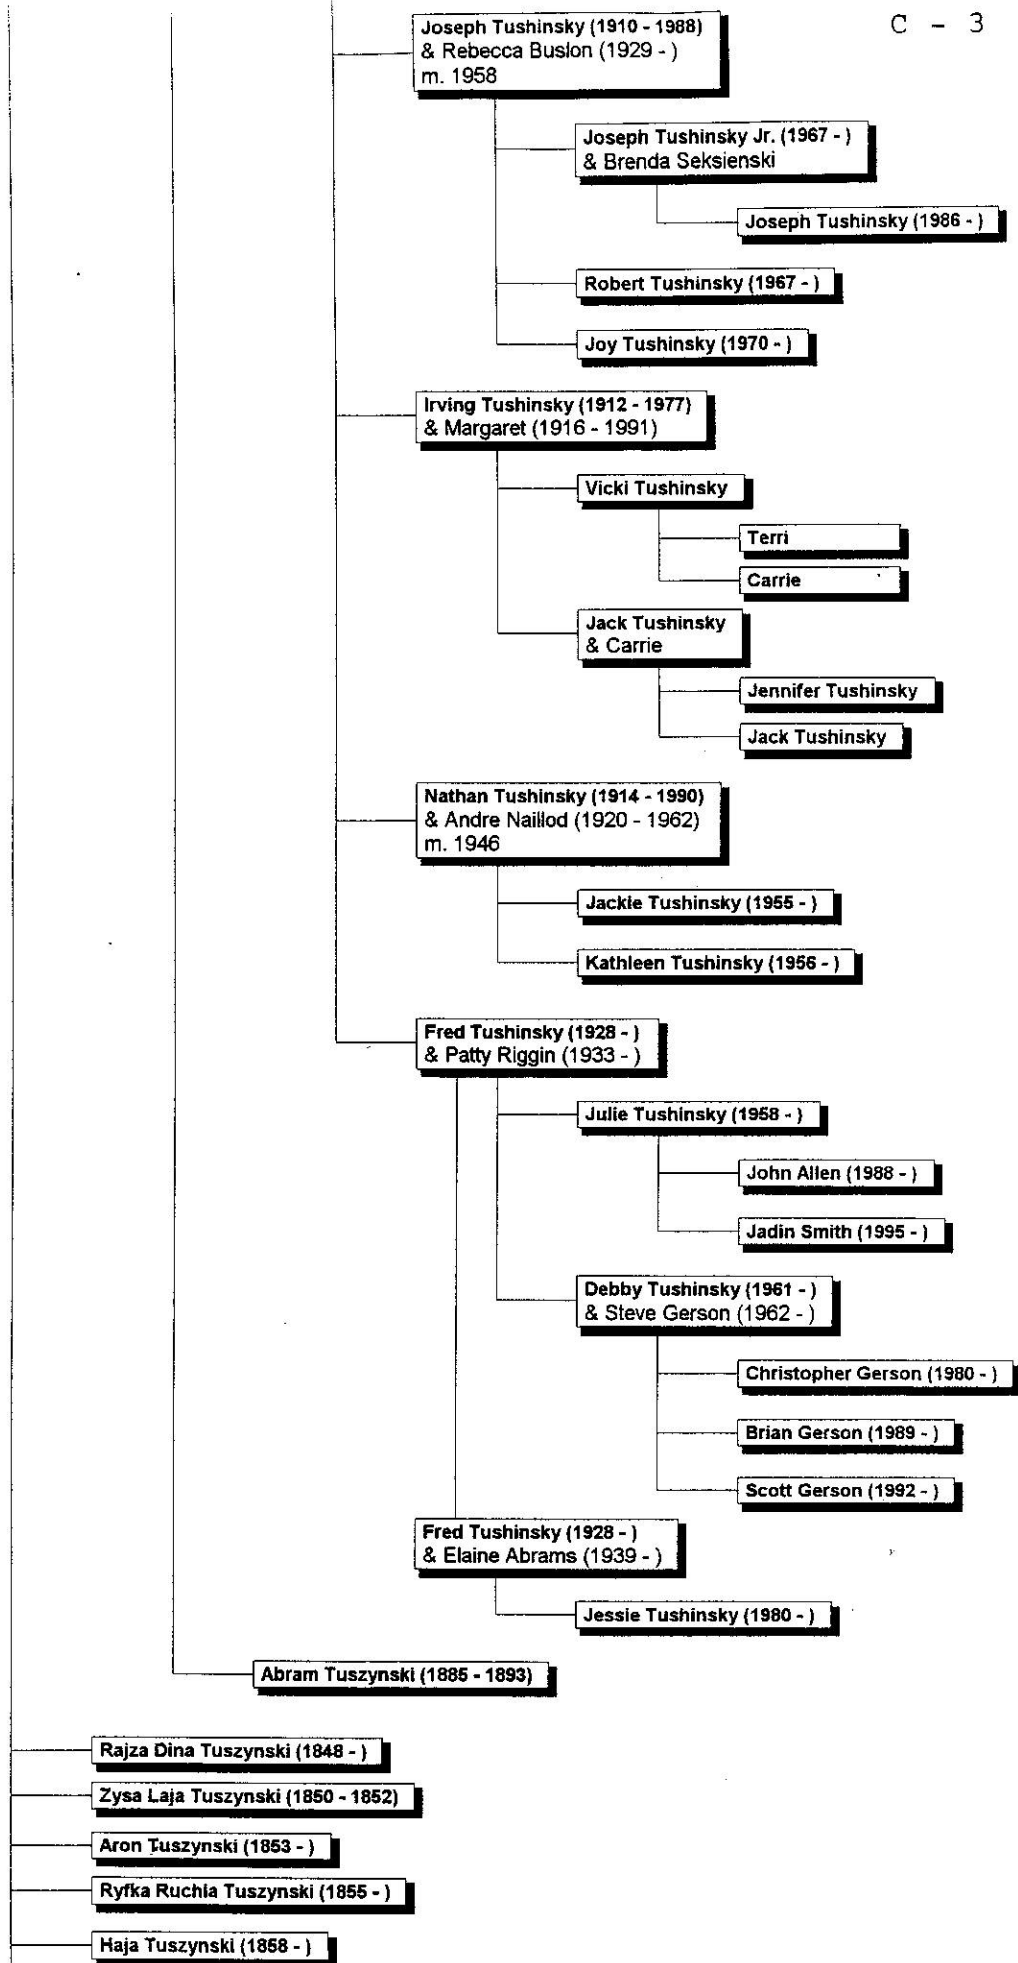 C - 3
Joseph Tushinsky (1910 - 1988)
& Rebecca Buslon (1929 - )
m. 1958
Joseph Tushinsky Jr. (1967 - )
& Brenda Seksienski
Joseph Tushinsky (1986 - )
Robert Tushinsky (1967 - )
Joy Tushinsky (1970 - )
Irving Tushinsky (1912 - 1977)
& Margaret (1916 - 1991)
Vicki Tushinsky
Terri
Carrie
Jack Tushinsky
& Carrie
Jennifer Tushinsky
Jack Tushinsky
Nathan Tushinsky (1914 - 1990)
& Andre Naillod (1920 - 1962)
m. 1946
Jackie Tushinsky (1955 - )
Kathleen Tushinsky (1956 - )
Fred Tushinsky (1928 - )
& Patty Riggin (1933 - )
Julie Tushinsky (1958 - )
John Allen (1988 - )
Jadin Smith (1995 - )
Debby Tushinsky (1961 - )
& Steve Gerson (1962 - )
Christopher Gerson (1980 - )
Brian Gerson (1989 - )
Scott Gerson (1992 - )
Fred Tushinsky (1928 - )
& Elaine Abrams (1939 - )
Jessie Tushinsky (1980 - )
Abram Tuszynski (1885 - 1893)
Rajza Dina Tuszynski (1848 - )
Zysa Laja Tuszynski (1850 - 1852)
Aron Tuszynski (1853 - )
Ryfka Ruchla Tuszynski (1855 - )
Haja Tuszynski (1858 - )